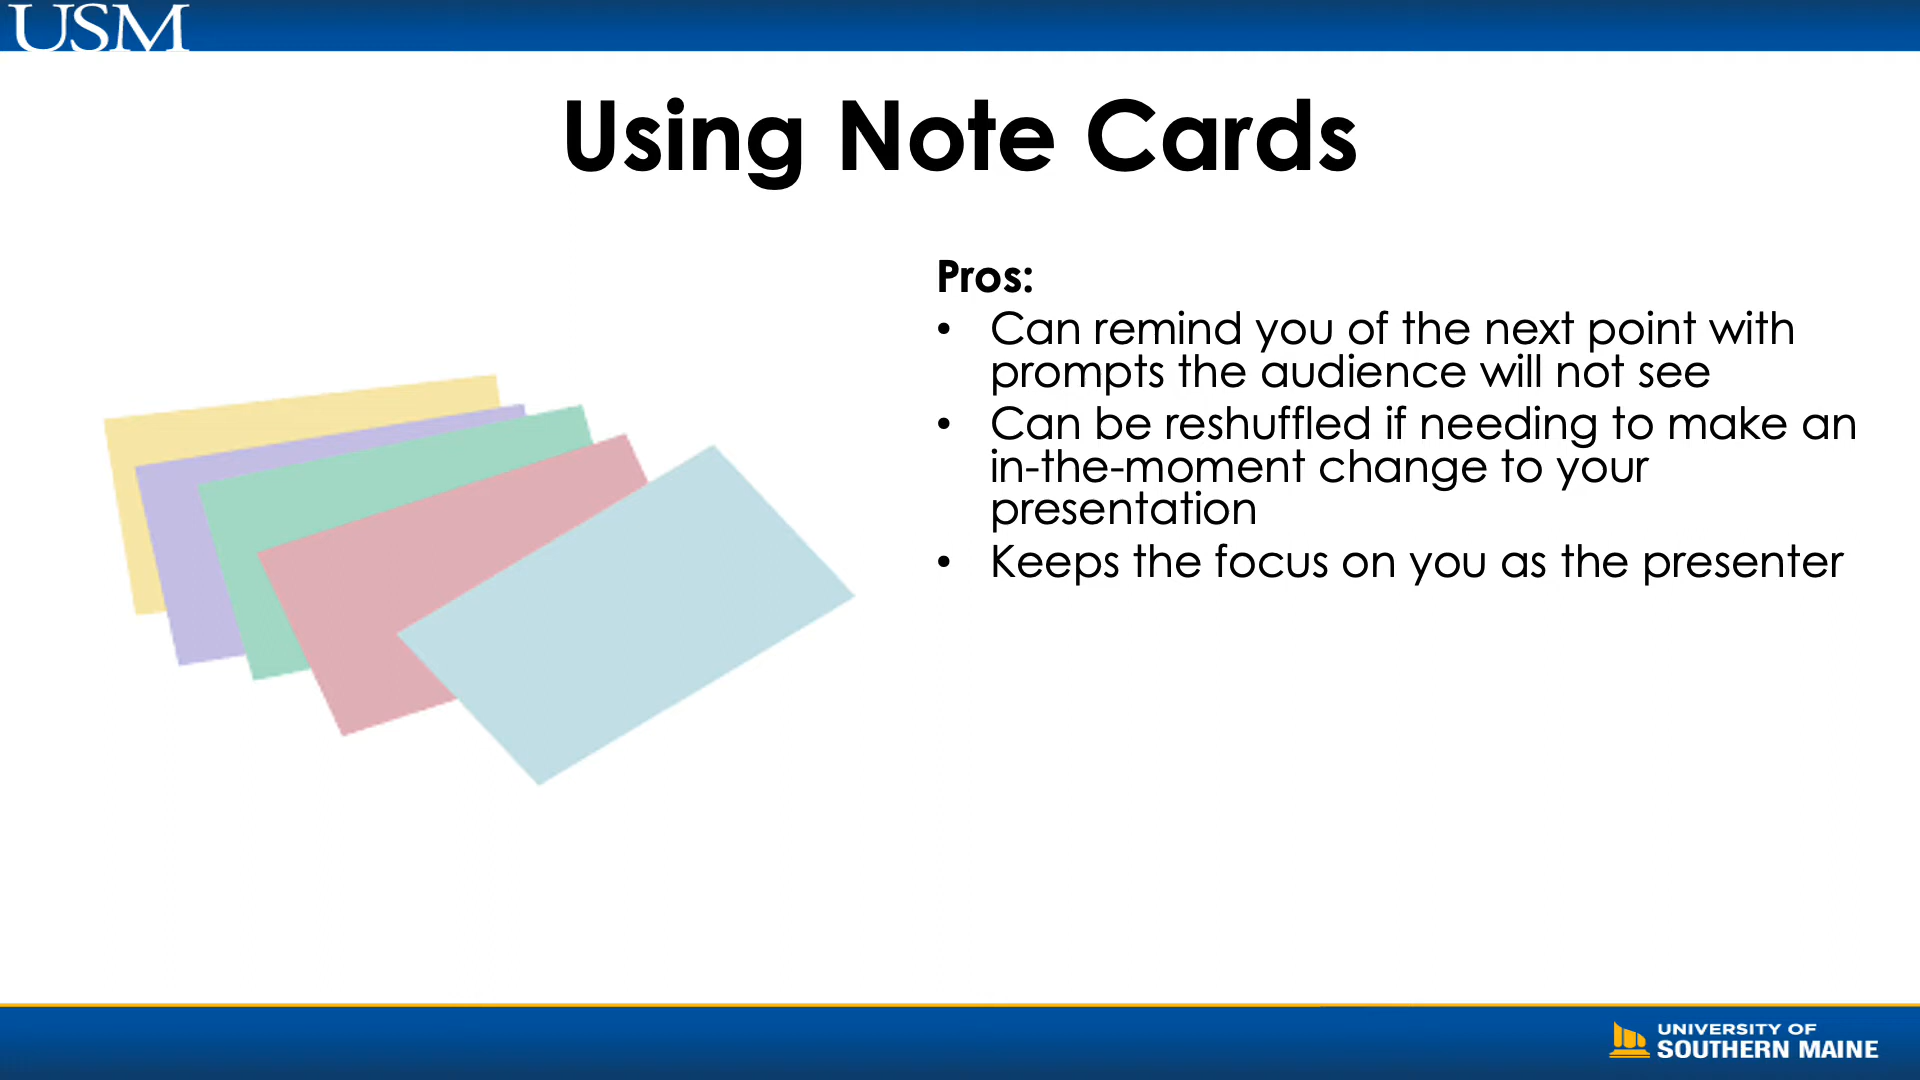 USM
Using Note Cards
Pros:
• Can remind you of the next point with
prompts the audience will not see
• Can be reshuffled if needing to make an
in-the-moment change to your
presentation
• Keeps the focus on you as the presenter
UNIVERSITY OF
SOUTHERN MAINE